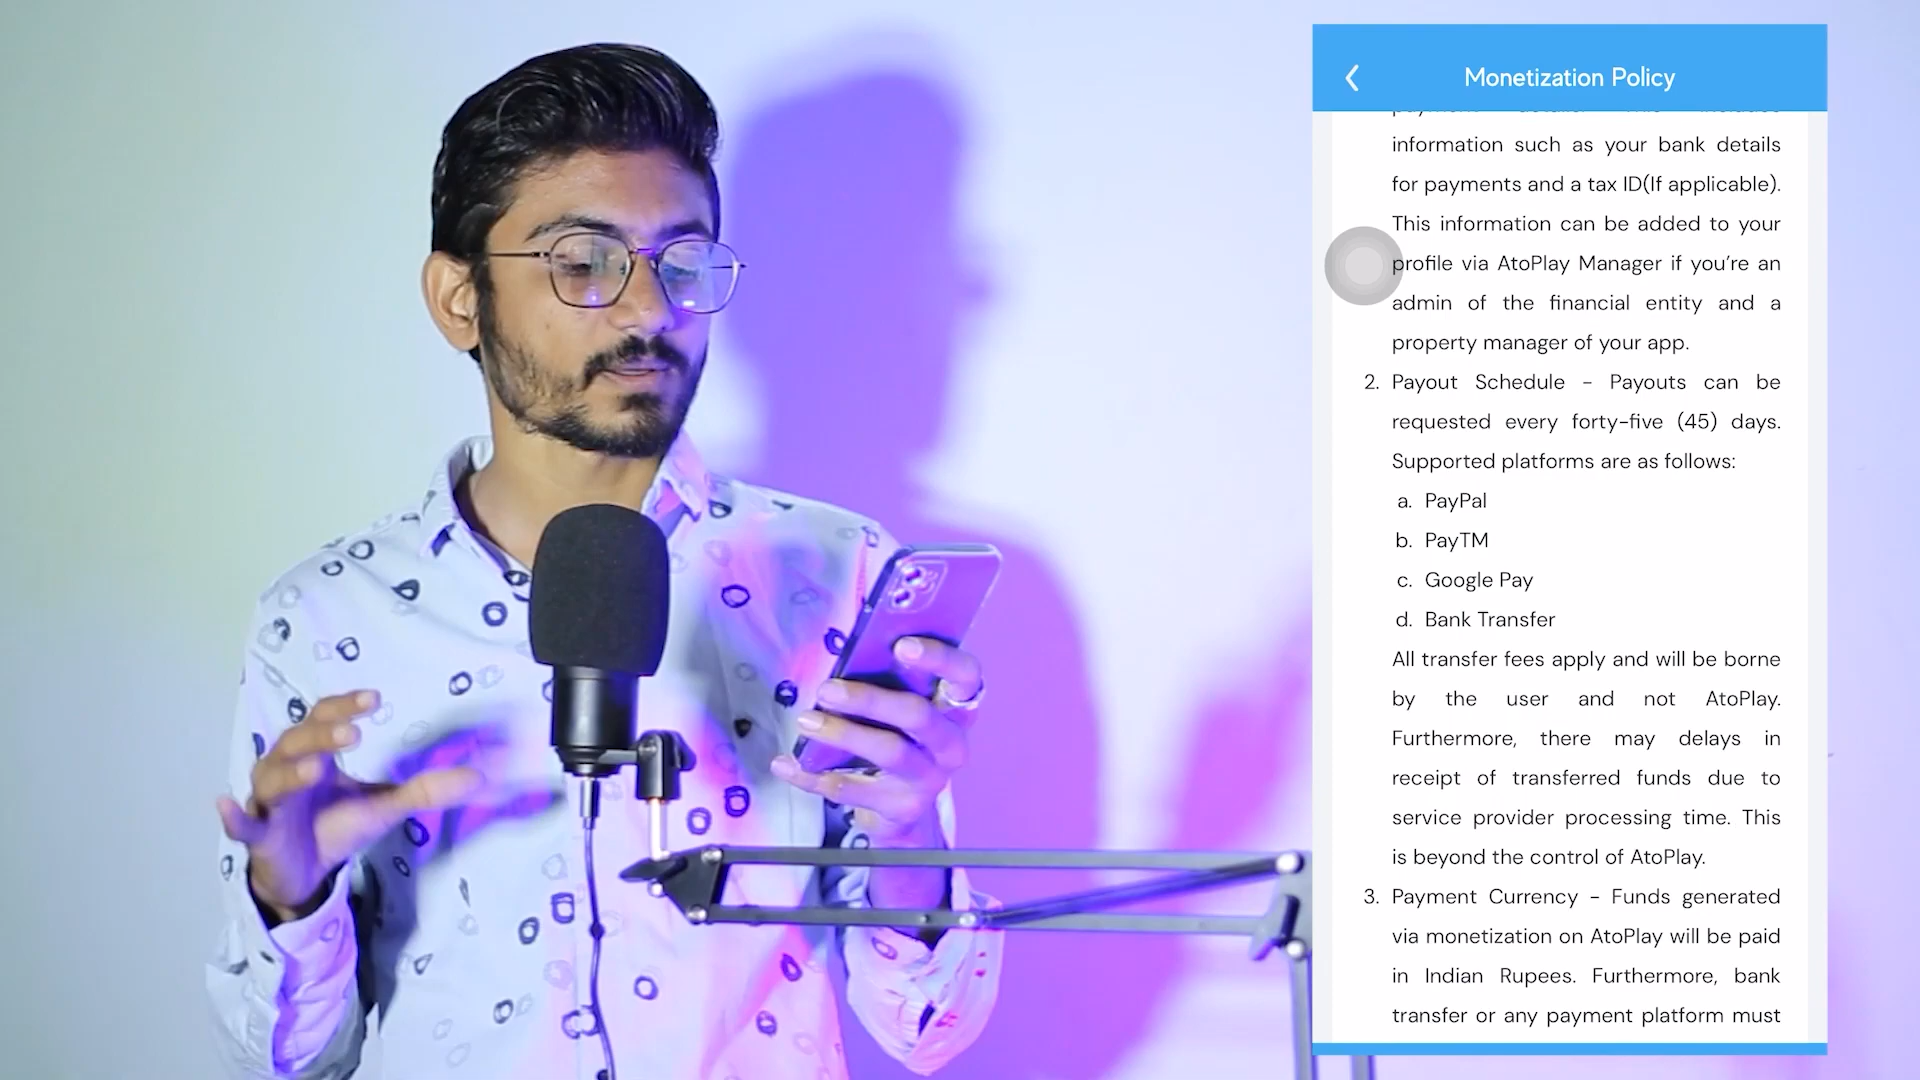 Monetization Policy
information such as your bank details
for payments and a tax ID(If applicable).
This information can be added to your
profile via AtoPlay Manager if you're an
admin of the financial entity and a
property manager of your app.
2. Payout Schedule - Payouts can be
requested every forty-five (45) days.
Supported platforms are as follows:
a. PayPal
b. PayTM
c. Google Pay
d. Bank Transfer
All transfer fees apply and will be borne
by the user and not AtoPlay.
Furthermore, there may delays in
receipt of transferred funds due to
service provider processing time. This
is beyond the control of AtoPlay.
3. Payment Currency - Funds generated
via monetization on AtoPlay will be paid
in Indian Rupees. Furthermore, bank
transfer or any payment platform must